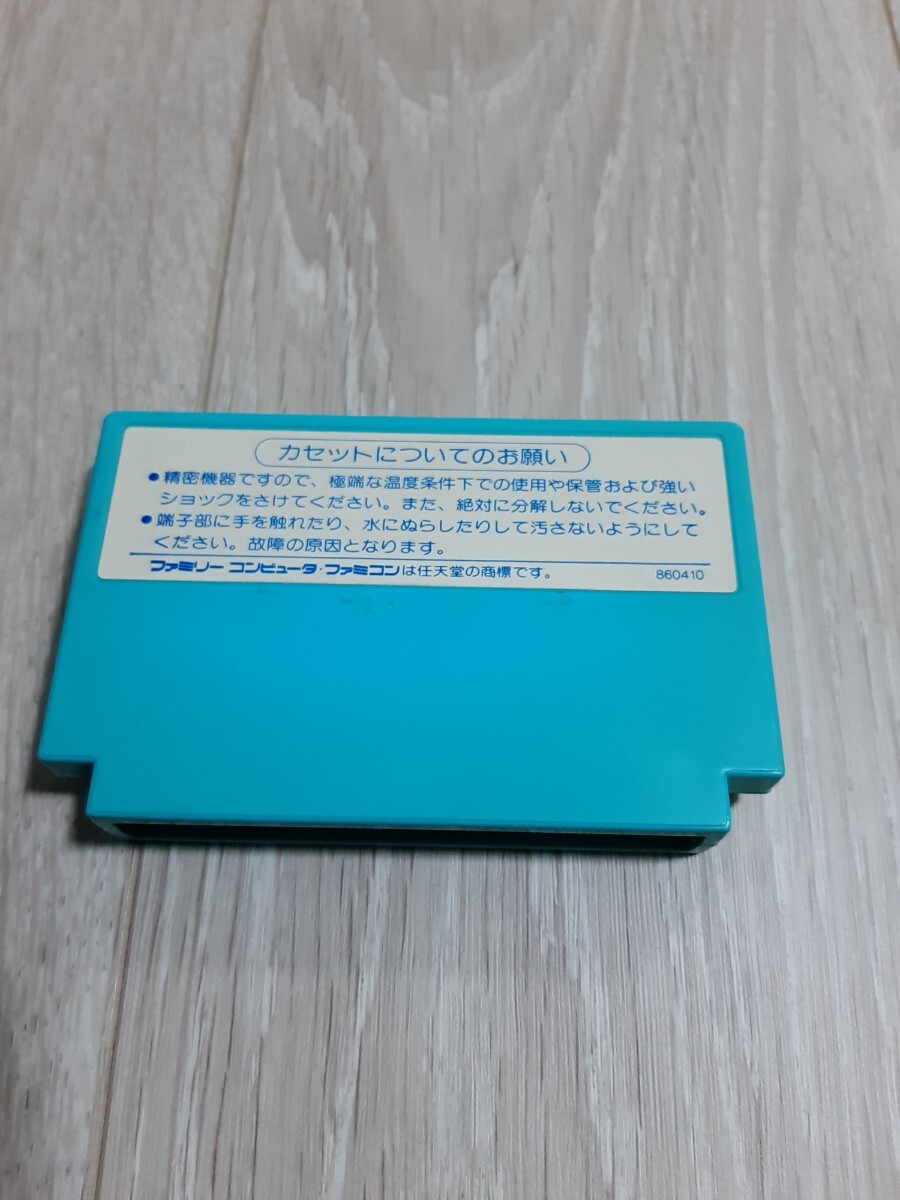 カセットについてのお願い
●精密機器ですので、極端な温度条件下での使用や保管および強い
ショックをさけてください。また、絶対に分解しないでください。
●端子部に手を触れたり、水にぬらしたりして汚さないようにして
ください。故障の原因となります。
ファミリー コンピュータ・ファミコンは任天堂の商標です。 860410